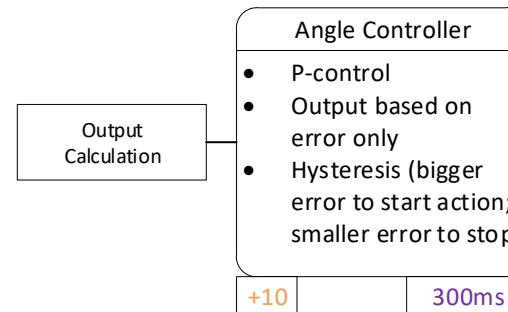 Angle Controller
• P-control
• Output based on
error only
• Hysteresis (bigger
error to start action;
smaller error to stop
Output
Calculation
+10
300ms